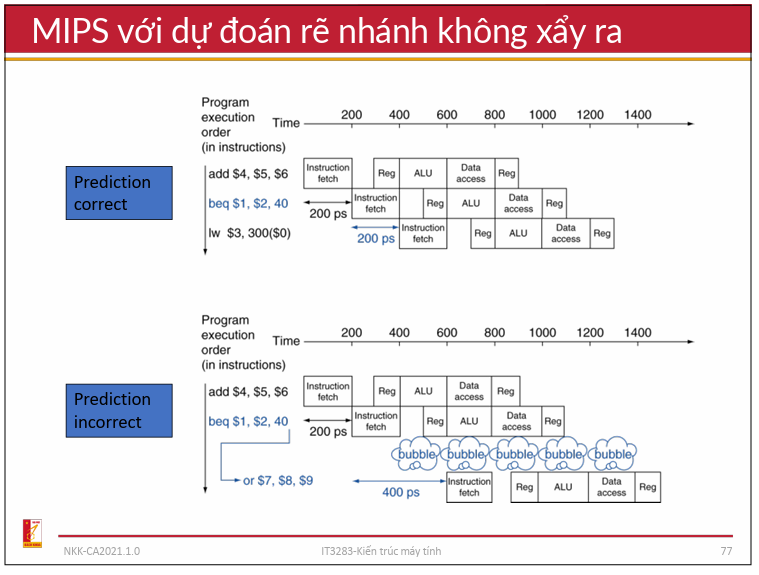 MIPS với dự đoán rẽ nhánh không xẩy ra
Program
execution
order
(in instructions)
Time
200 400 600 800 1000 1200 1400
Prediction
correct
add $4, $5, $6
Instruction
fetch
Reg
ALU
Data
access
Reg
beq $1, $2, 40
200 ps
Instruction
fetch
Reg
ALU
Data
access
Reg
lw $3, 300($0)
200 ps
Instruction
fetch
Reg
ALU
Data
access
Reg
Program
execution
order
(in instructions)
Time
200 400 600 800 1000 1200 1400
Prediction
incorrect
add $4, $5, $6
Instruction
fetch
Reg
ALU
Data
access
Reg
beq $1, $2, 40
200 ps
Instruction
fetch
Reg
ALU
Data
access
Reg
bubble bubble bubble bubble bubble
or $7, $8, $9
400 ps
Instruction
fetch
Reg
ALU
Data
access
Reg
NKK-CA2021.1.0
IT3283-Kiến trúc máy tính
77